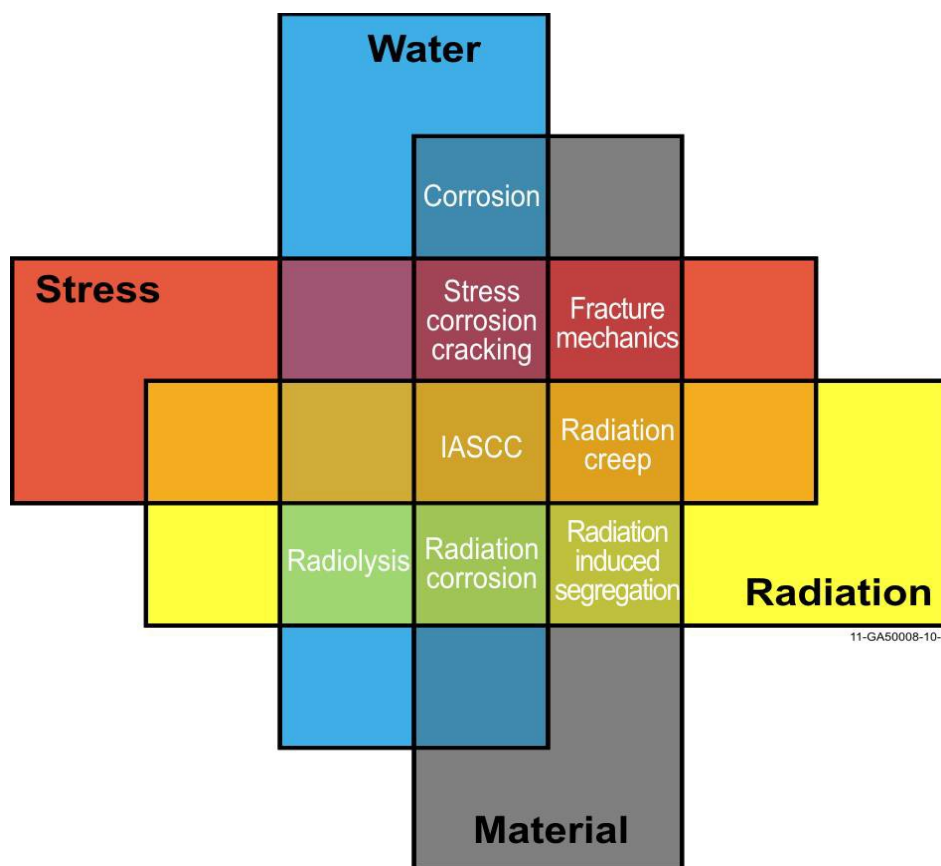 Water
Corrosion
Stress
Stress
corrosion
cracking
Fracture
mechanics
IASCC
Radiation
creep
Radiolysis
Radiation
corrosion
Radiation
induced
segregation
Radiation
11-GA50008-10-
Material